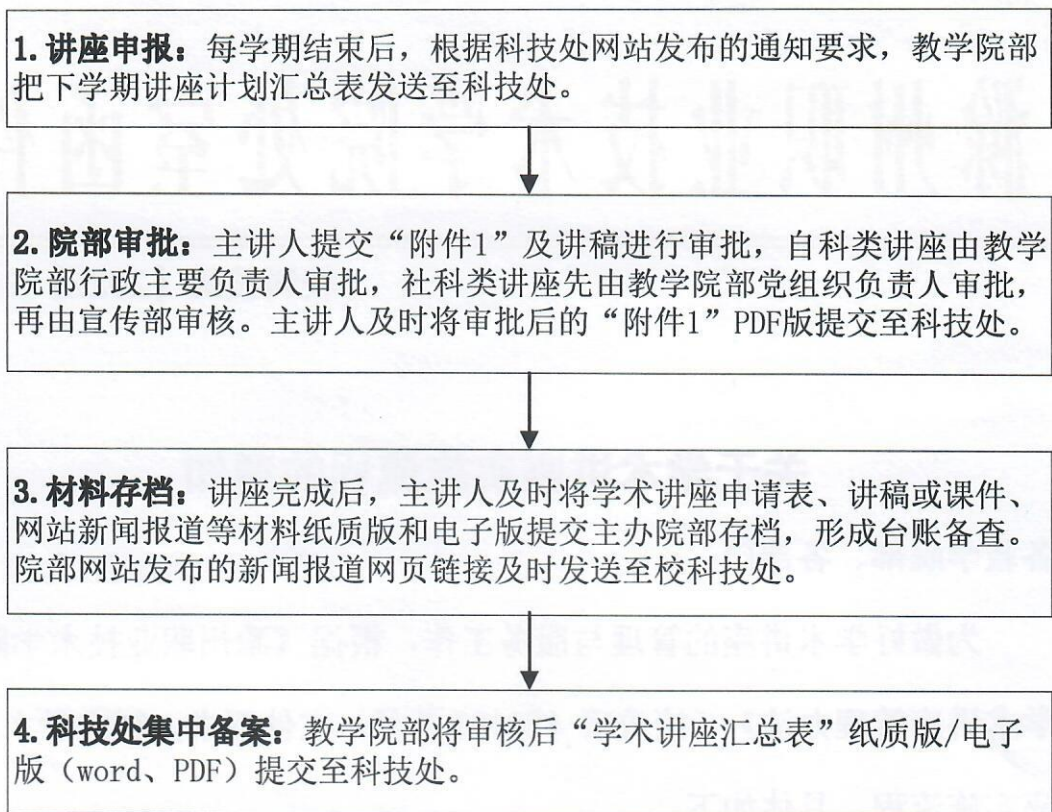 1. 讲座申报：每学期结束后，根据科技处网站发布的通知要求，教学院部
把下学期讲座计划汇总表发送至科技处。
2. 院部审批：主讲人提交“附件1”及讲稿进行审批，自科类讲座由教学
院部行政主要负责人审批，社科类讲座先由教学院部党组织负责人审批，
再由宣传部审核。主讲人及时将审批后的“附件1”PDF版提交至科技处。
3. 材料存档：讲座完成后，主讲人及时将学术讲座申请表、讲稿或课件、
网站新闻报道等材料纸质版和电子版提交主办院部存档，形成台账备查。
院部网站发布的新闻报道网页链接及时发送至校科技处。
4. 科技处集中备案：教学院部将审核后“学术讲座汇总表”纸质版/电子
版（word、PDF）提交至科技处。